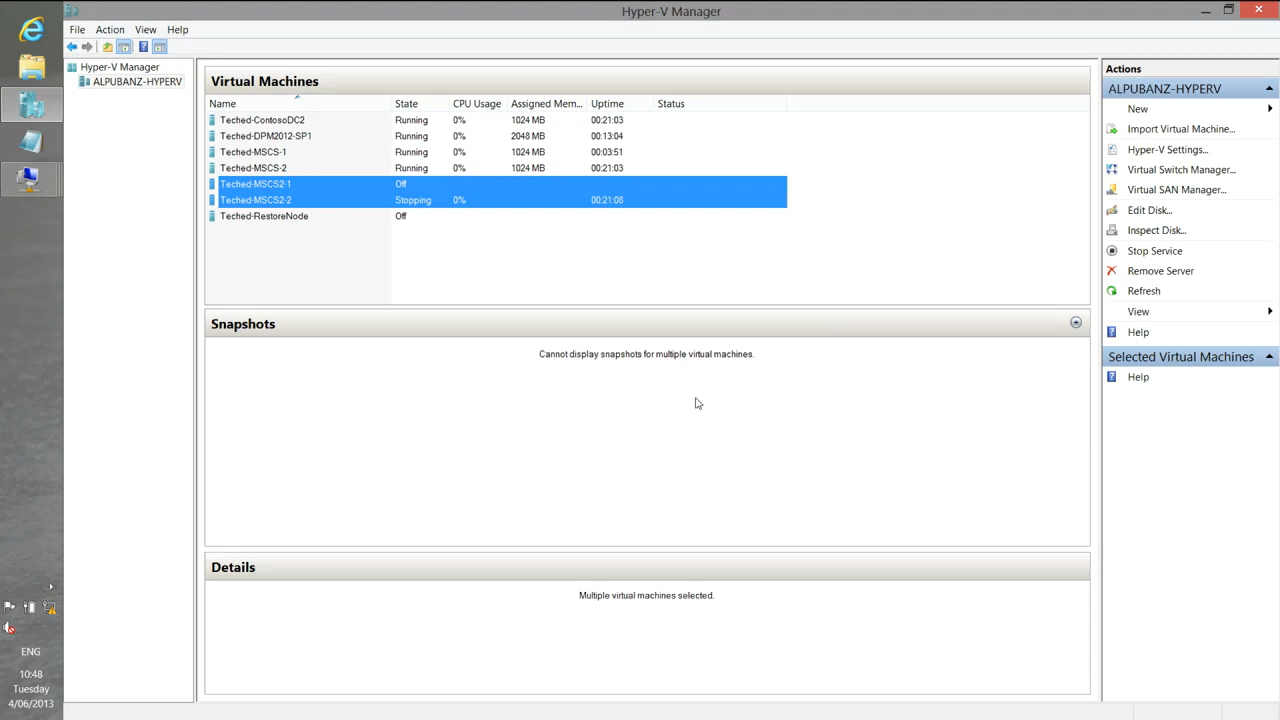 Hyper-V Manager
File Action View Help
Hyper-V Manager
ALPUBANZ-HYPERV
Virtual Machines
Name State CPU Usage Assigned Mem... Uptime Status
Teched-ContosoDC2 Running 0% 1024 MB 00:21:03
Teched-DPM2012-SP1 Running 0% 2048 MB 00:13:04
Teched-MSCS-1 Running 0% 1024 MB 00:03:51
Teched-MSCS-2 Running 0% 1024 MB 00:21:03
Teched-MSCS2-1 Off
Teched-MSCS2-2 Stopping 0% 00:21:08
Teched-RestoreNode Off
Snapshots
Cannot display snapshots for multiple virtual machines.
Details
Multiple virtual machines selected.
Actions
ALPUBANZ-HYPERV
New
Import Virtual Machine...
Hyper-V Settings...
Virtual Switch Manager...
Virtual SAN Manager...
Edit Disk...
Inspect Disk...
Stop Service
Remove Server
Refresh
View
Help
Selected Virtual Machines
Help
ENG
10:48
Tuesday
4/06/2013